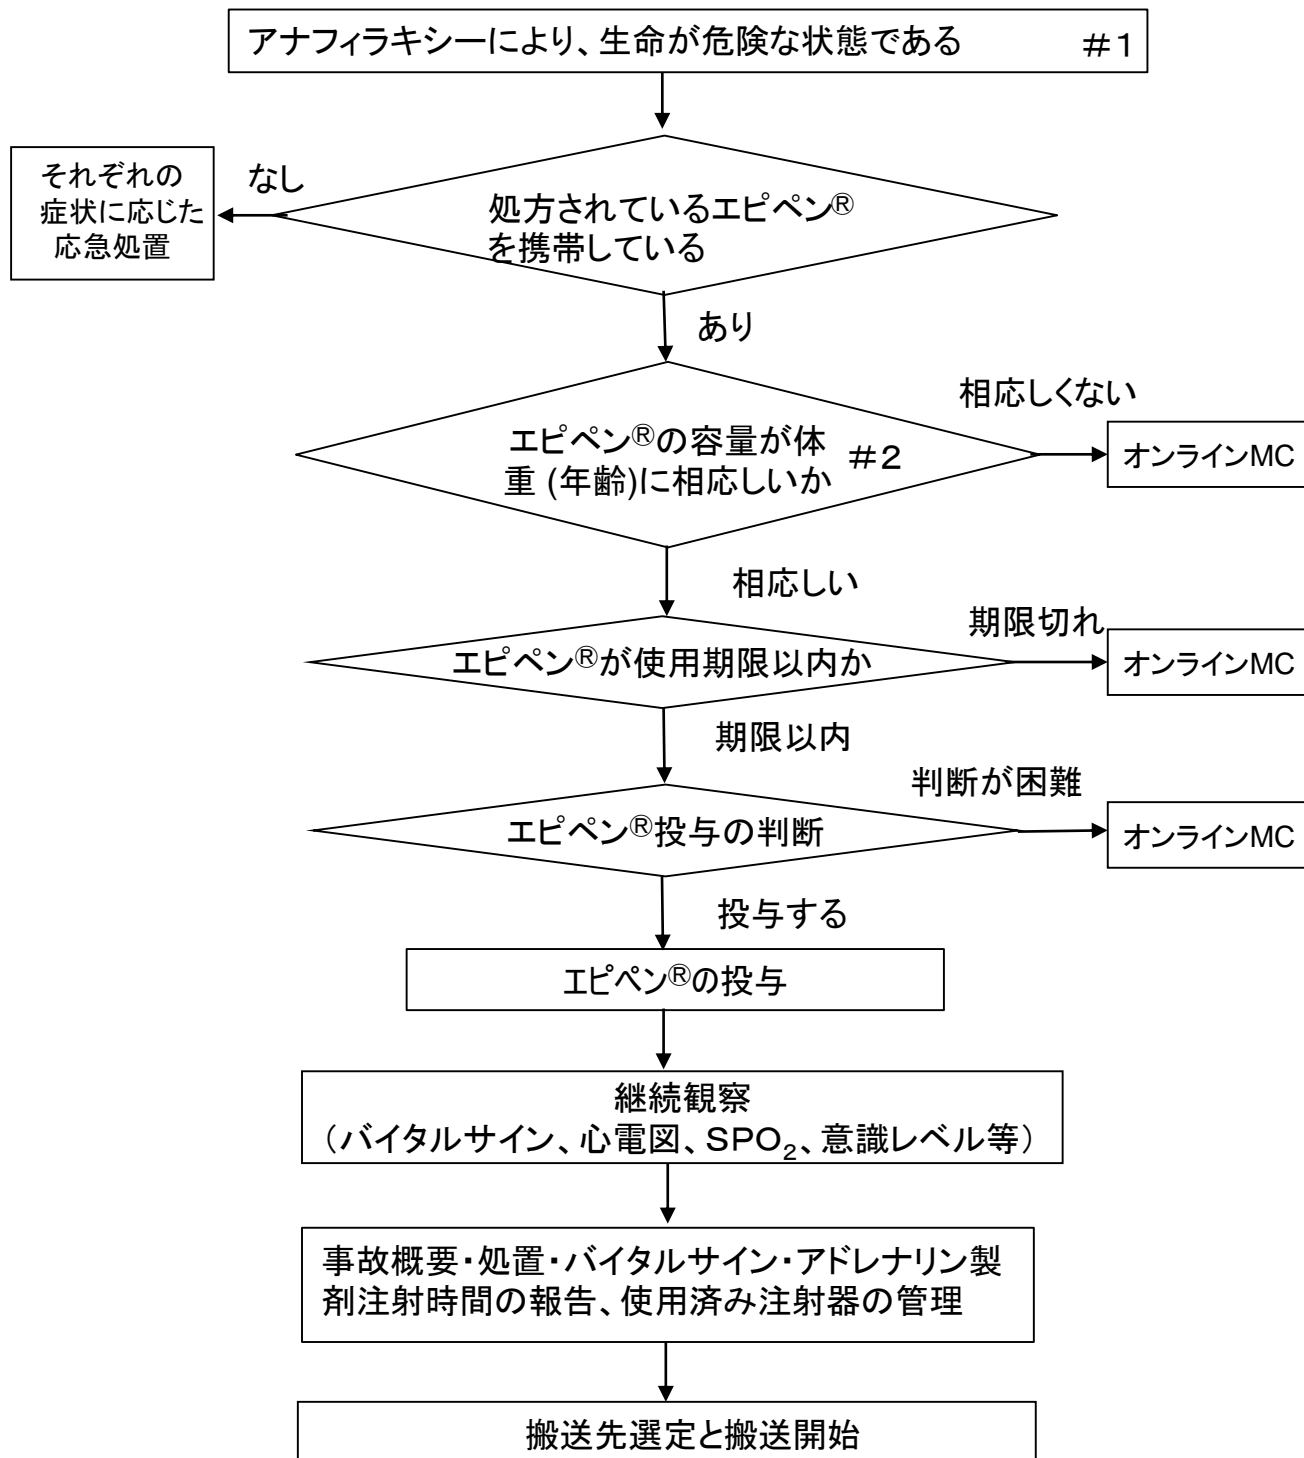 アナフィラキシーにより、生命が危険な状態である #1
それぞれの
症状に応じた
応急処置
なし
処方されているエピペン®
を携帯している
あり
相応しくない
エピペン®の容量が体
重 (年齢)に相応しいか #2
オンラインMC
相応しい
期限切れ
エピペン®が使用期限以内か
オンラインMC
期限以内
判断が困難
エピペン®投与の判断
オンラインMC
投与する
エピペン®の投与
継続観察
(バイタルサイン、心電図、SPO₂、意識レベル等)
事故概要・処置・バイタルサイン・アドレナリン製
剤注射時間の報告、使用済み注射器の管理
搬送先選定と搬送開始